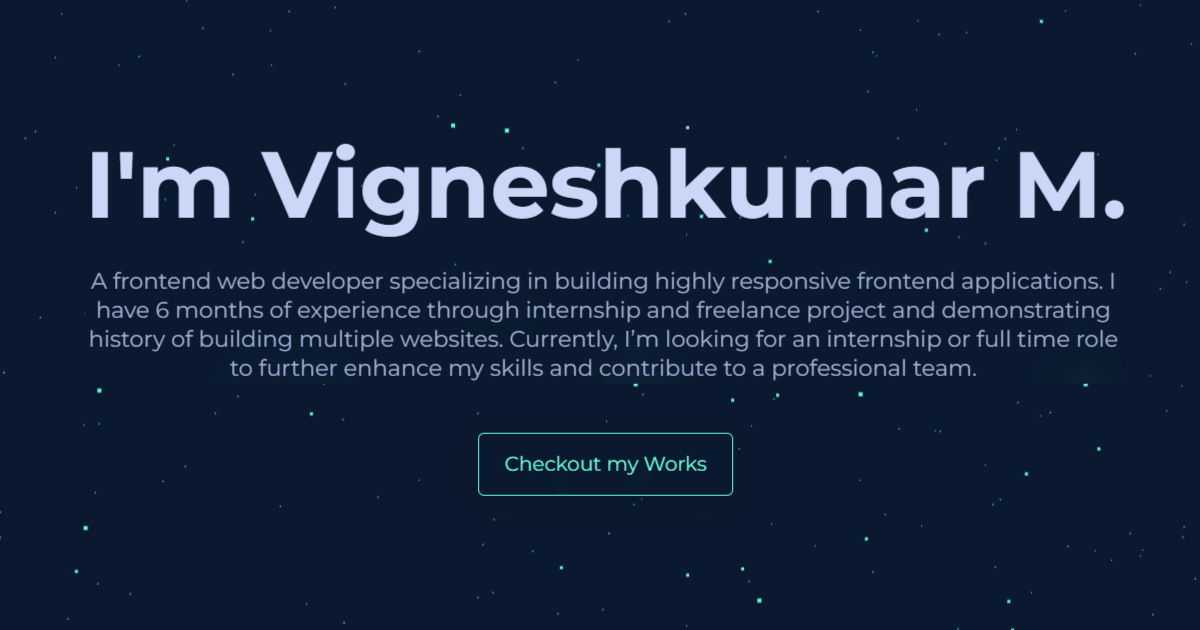 I'm Vigneshkumar M.
A frontend web developer specializing in building highly responsive frontend applications. I
have 6 months of experience through internship and freelance project and demonstrating
history of building multiple websites. Currently, I’m looking for an internship or full time role
to further enhance my skills and contribute to a professional team.
Checkout my Works